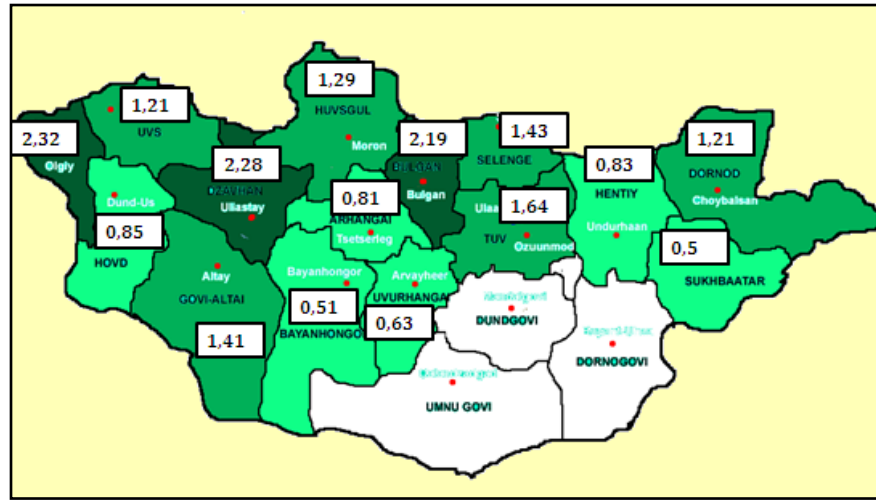 1,29
HUVSGUL
Moron
1,21
UVS
2,32
Olgly
2,28
DZAVHAN
Uliastay
2,19
BULGAN
Bulgan
1,43
SELENGE
0,83
HENTIY
Undurhaan
1,21
DORNOD
Choybalsan
Dund-Us
0,85
HOVD
0,81
ARHANGAI
Tsetserleg
Ulaa
1,64
TUV
Ozuunmod
0,5
SUKHBAATAR
Altay
GOVI-ALTAI
1,41
Bayanhongor
0,51
BAYANHONGO
Arvayheer
UVURHANGA
0,63
DUNDGOVI
DORNOGOVI
UMNU GOVI